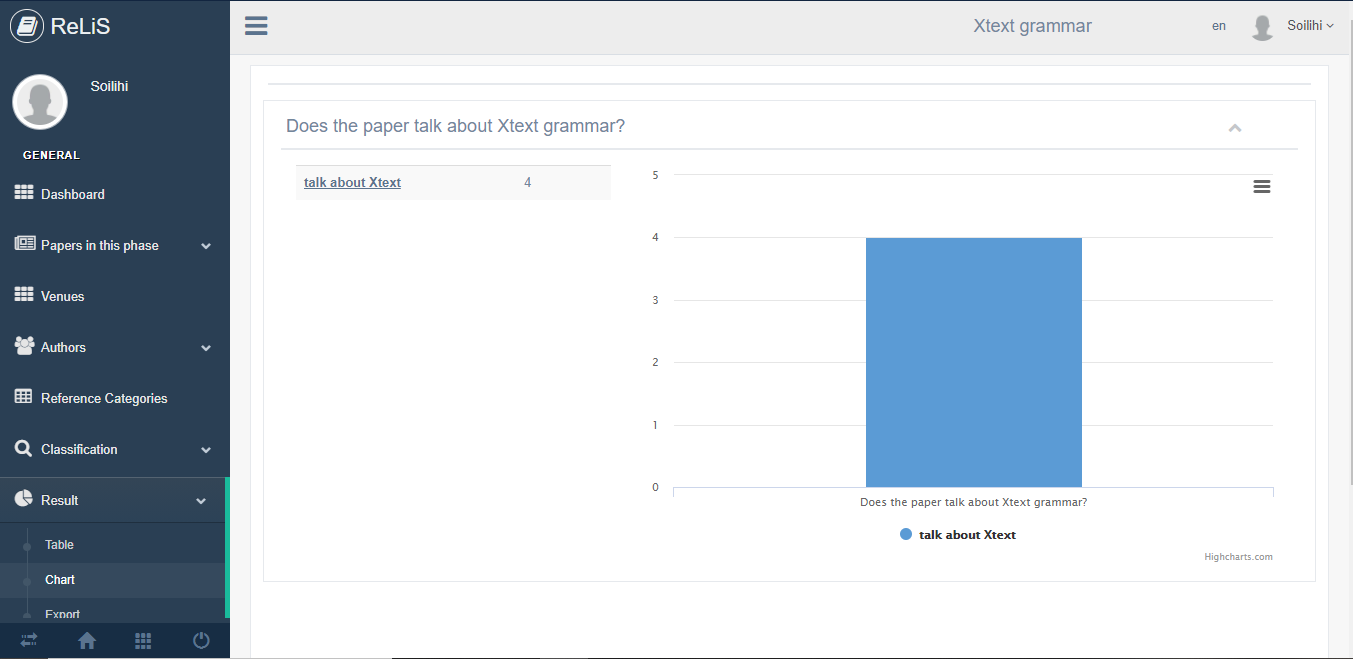 ReLiS
Xtext grammar
en
Soilihi
Soilihi
GENERAL
Dashboard
Papers in this phase
Venues
Authors
Reference Categories
Classification
Result
Table
Chart
Export
Does the paper talk about Xtext grammar?
talk about Xtext 4
5
4
3
2
1
0
Does the paper talk about Xtext grammar?
talk about Xtext
Highcharts.com